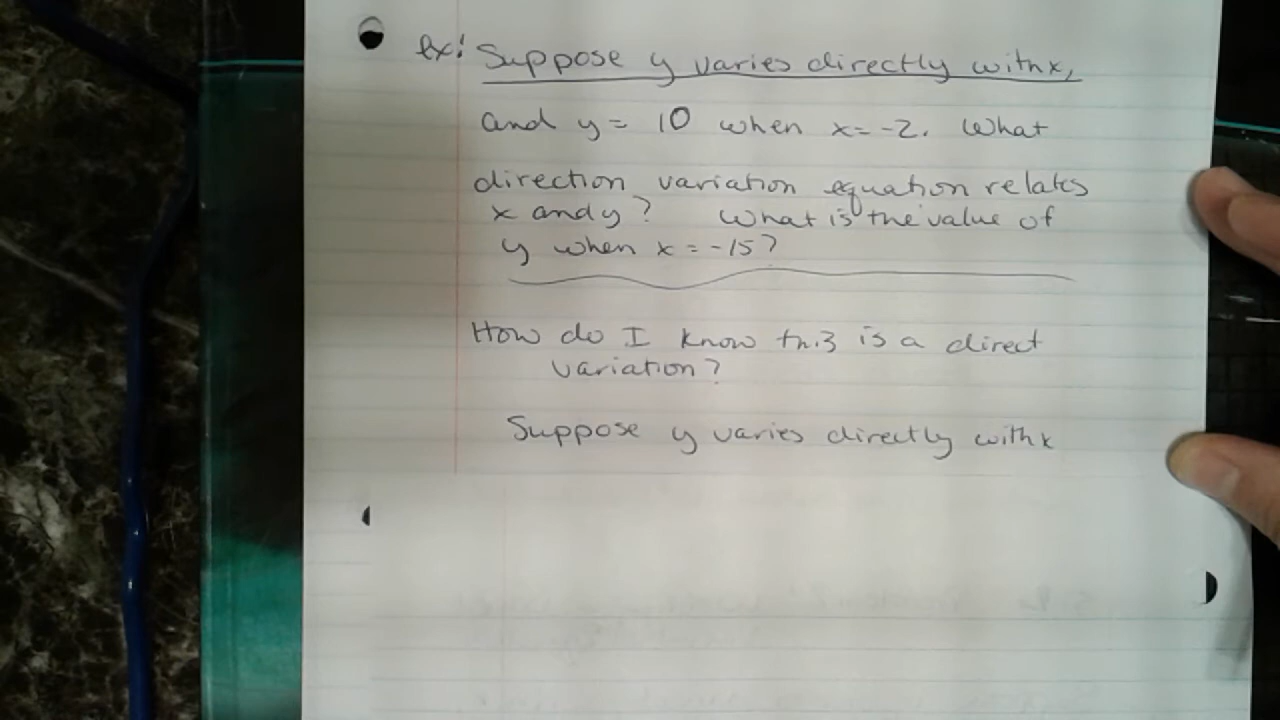 ex: Suppose y varies directly with x,
and y = 10 when x = -2. What
direction variation equation relates
x and y? What is the value of
y when x = -15?
How do I know this is a direct
variation?
Suppose y varies directly with x